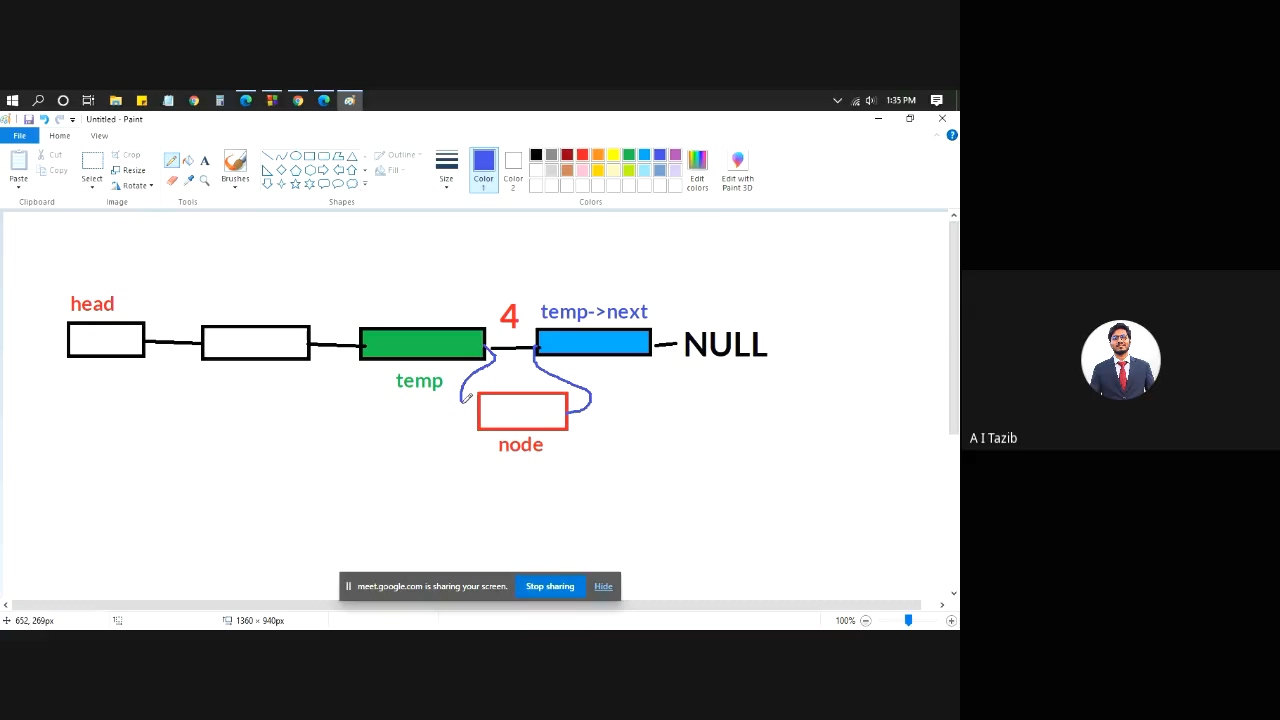 1:35 PM
Untitled - Paint
File Home View
Cut
Copy
Paste
Clipboard
Select
Crop
Resize
Rotate
Image
A
Tools
Brushes
Outline
Fill
Shapes
Size
Color 1
Color 2
Edit colors
Edit with Paint 3D
Colors
head
4
temp->next
NULL
temp
node
A I Tazib
meet.google.com is sharing your screen. Stop sharing Hide
652, 269px
1360 × 940px
100%